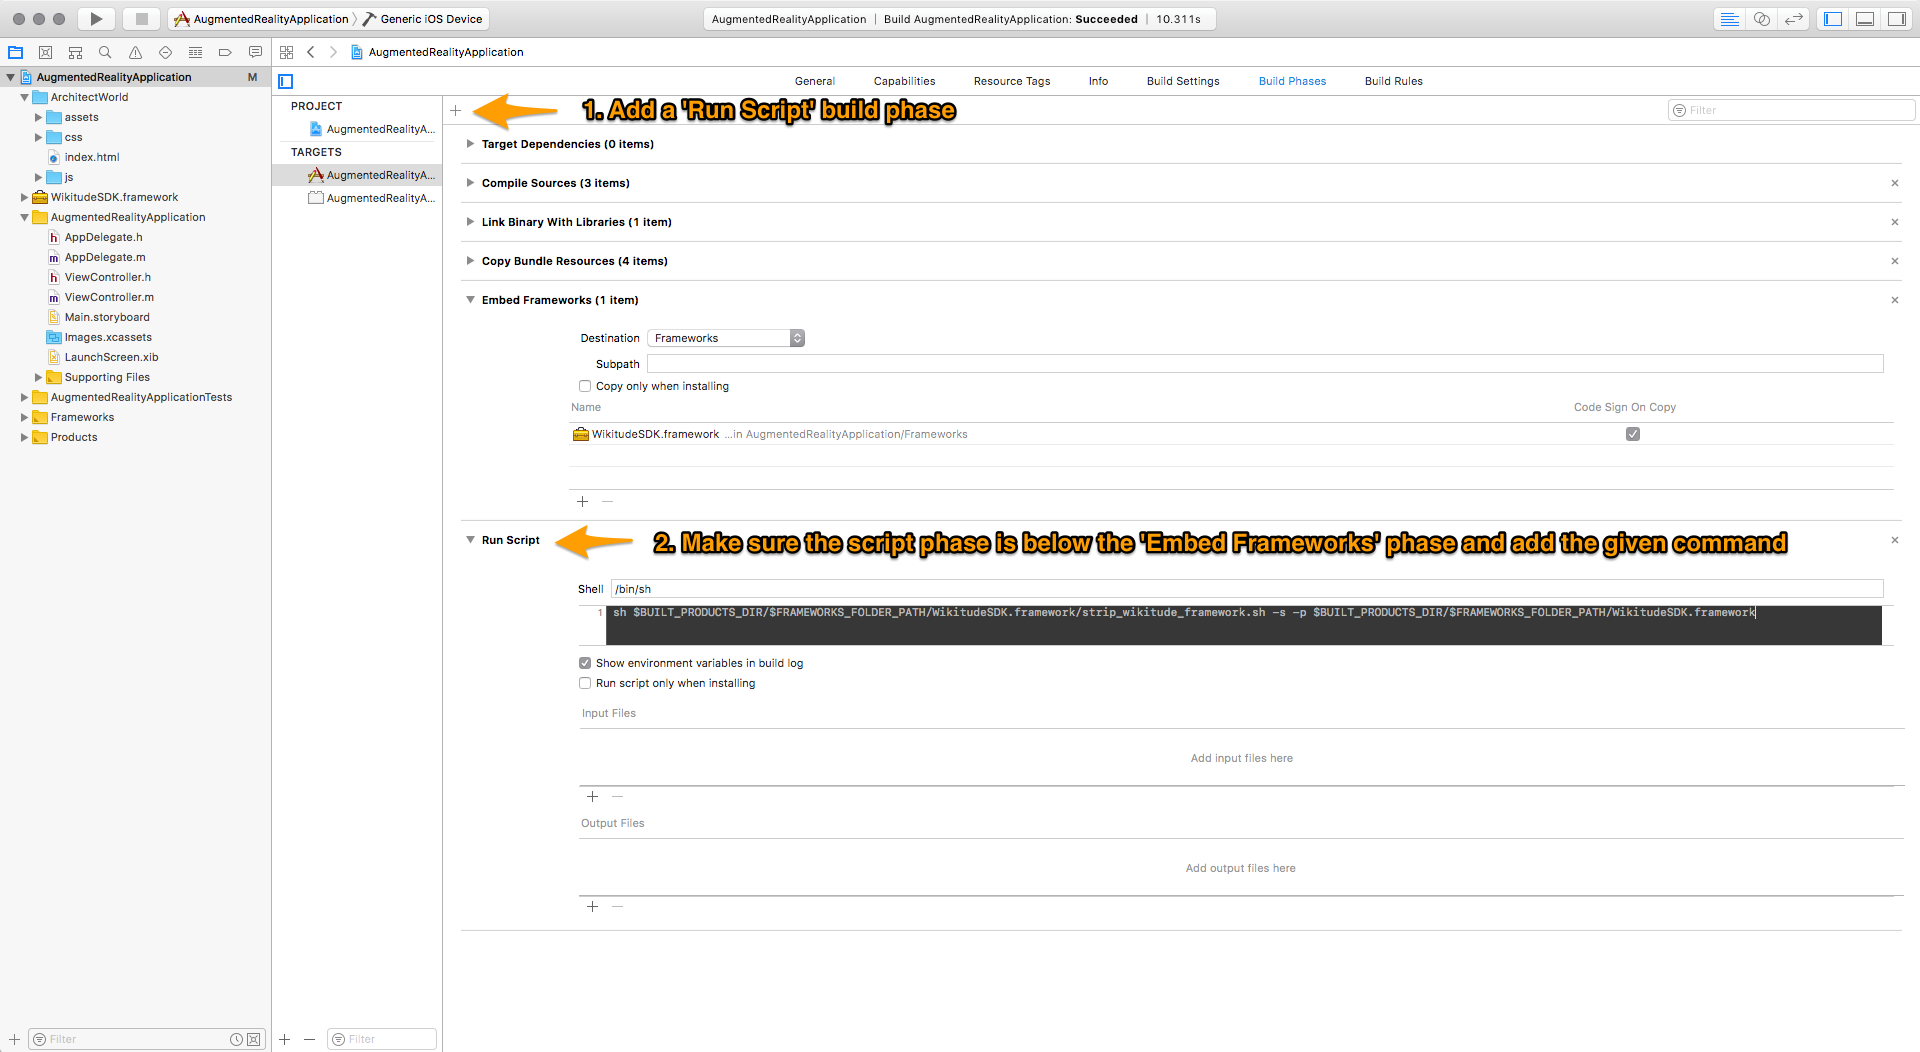 AugmentedRealityApplication
Generic iOS Device
AugmentedRealityApplication | Build AugmentedRealityApplication: Succeeded | 10.311s
AugmentedRealityApplication
AugmentedRealityApplication M
ArchitectWorld
assets
css
index.html
js
WikitudeSDK.framework
AugmentedRealityApplication
h AppDelegate.h
m AppDelegate.m
h ViewController.h
m ViewController.m
Main.storyboard
Images.xcassets
LaunchScreen.xib
Supporting Files
AugmentedRealityApplicationTests
Frameworks
Products
Filter
PROJECT
AugmentedRealityA...
TARGETS
AugmentedRealityA...
AugmentedRealityA...
Filter
General Capabilities Resource Tags Info Build Settings Build Phases Build Rules
1. Add a 'Run Script' build phase
Filter
Target Dependencies (0 items)
Compile Sources (3 items)
Link Binary With Libraries (1 item)
Copy Bundle Resources (4 items)
Embed Frameworks (1 item)
Destination Frameworks
Subpath
Copy only when installing
Name Code Sign On Copy
WikitudeSDK.framework ...in AugmentedRealityApplication/Frameworks
Run Script
2. Make sure the script phase is below the 'Embed Frameworks' phase and add the given command
Shell /bin/sh
1 sh $BUILT_PRODUCTS_DIR/$FRAMEWORKS_FOLDER_PATH/WikitudeSDK.framework/strip_wikitude_framework.sh -s -p $BUILT_PRODUCTS_DIR/$FRAMEWORKS_FOLDER_PATH/WikitudeSDK.framework
Show environment variables in build log
Run script only when installing
Input Files
Add input files here
Output Files
Add output files here